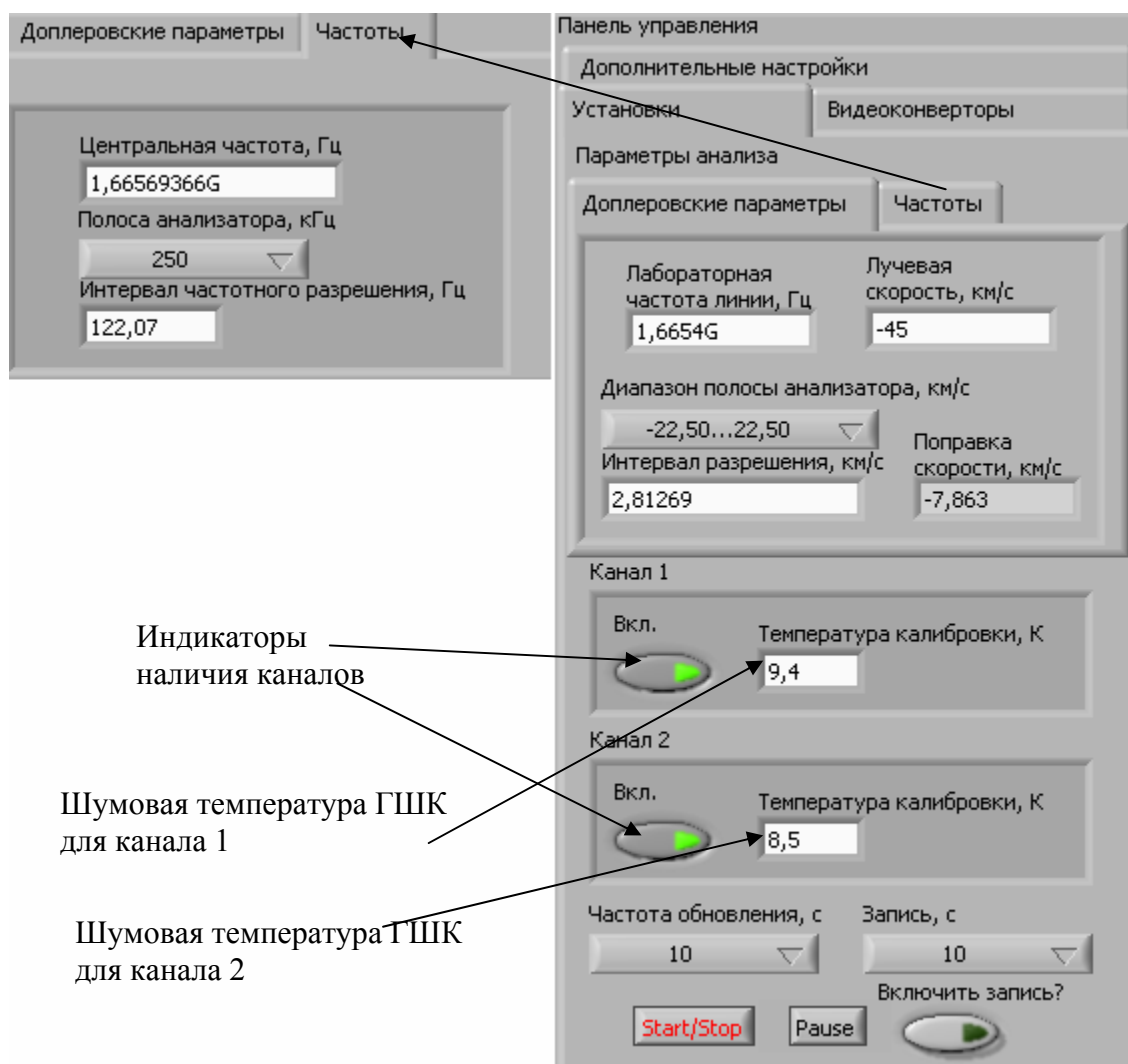 Доплеровские параметры
Частоты
Центральная частота, Гц
1,66569366G
Полоса анализатора, кГц
250
Интервал частотного разрешения, Гц
122,07
Панель управления
Дополнительные настройки
Установки
Видеоконверторы
Параметры анализа
Доплеровские параметры
Частоты
Лабораторная
частота линии, Гц
1,6654G
Лучевая
скорость, км/с
-45
Диапазон полосы анализатора, км/с
-22,50...22,50
Интервал разрешения, км/с
2,81269
Поправка
скорости, км/с
-7,863
Канал 1
Вкл.
Температура калибровки, К
9,4
Канал 2
Вкл.
Температура калибровки, К
8,5
Частота обновления, с
10
Запись, с
10
Включить запись?
Start/Stop
Pause
Индикаторы
наличия каналов
Шумовая температура ГШК
для канала 1
Шумовая температура ГШК
для канала 2